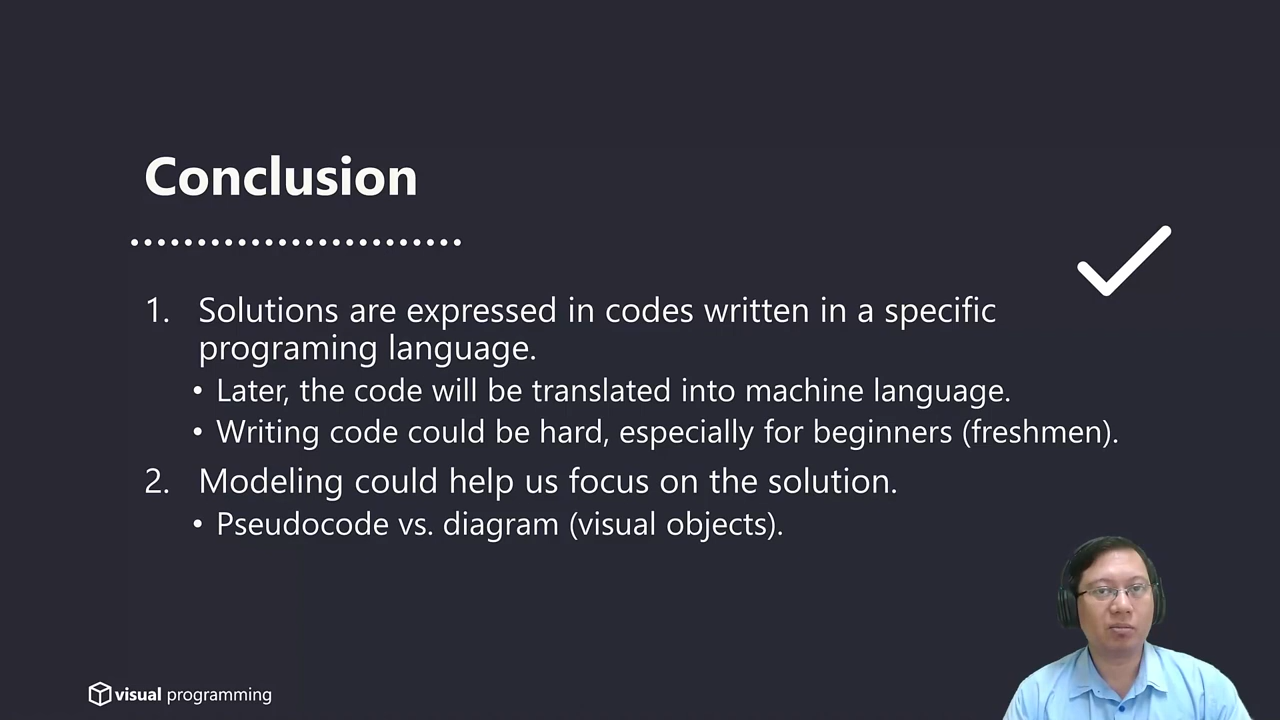 Conclusion
1. Solutions are expressed in codes written in a specific
programing language.
• Later, the code will be translated into machine language.
• Writing code could be hard, especially for beginners (freshmen).
2. Modeling could help us focus on the solution.
• Pseudocode vs. diagram (visual objects).
visual programming